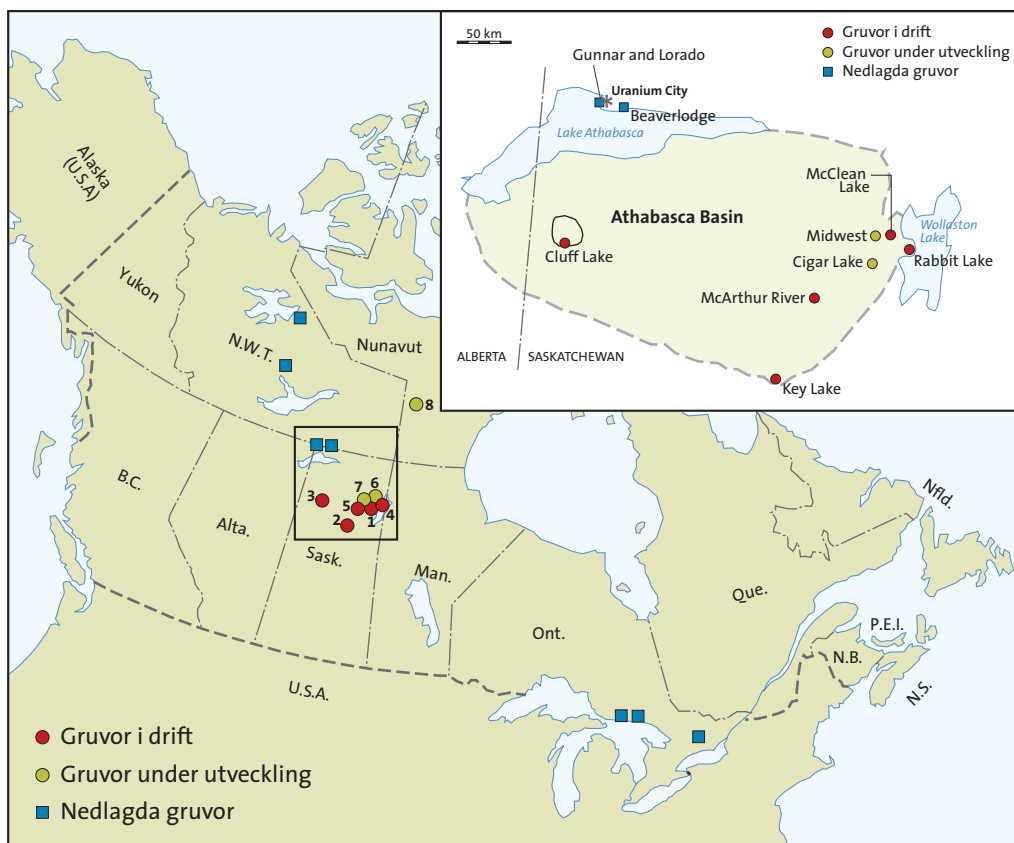 50 km
Gruvor i drift
Gruvor under utveckling
Nedlagda gruvor
Gunnar and Lorado
Uranium City
Beaverlodge
Lake Athabasca
McClean
Lake
Athabasca Basin
Wollaston
Lake
Midwest
Cluff Lake
Cigar Lake
Rabbit Lake
McArthur River
ALBERTA
SASKATCHEWAN
Key Lake
Alaska
(U.S.A)
Yukon
N.W.T.
Nunavut
8
B.C.
Alta.
Sask.
3
7
6
5
4
2
1
Man.
Ont.
Que.
Nfld.
P.E.I.
N.B.
N.S.
U.S.A.
Gruvor i drift
Gruvor under utveckling
Nedlagda gruvor